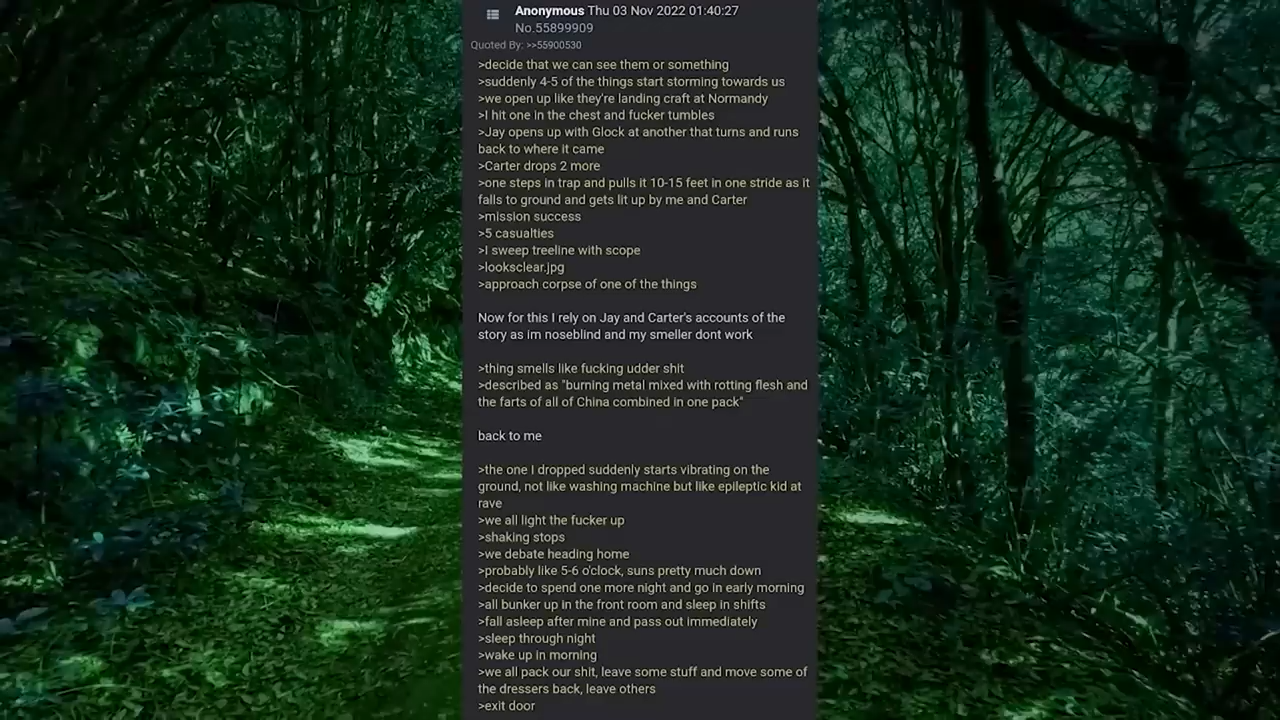 Anonymous Thu 03 Nov 2022 01:40:27
No.55899909
Quoted By: >>55900530
>decide that we can see them or something
>suddenly 4-5 of the things start storming towards us
>we open up like they're landing craft at Normandy
>I hit one in the chest and fucker tumbles
>Jay opens up with Glock at another that turns and runs
back to where it came
>Carter drops 2 more
>one steps in trap and pulls it 10-15 feet in one stride as it
falls to ground and gets lit up by me and Carter
>mission success
>5 casualties
>I sweep treeline with scope
>looksclear.jpg
>approach corpse of one of the things
Now for this I rely on Jay and Carter's accounts of the
story as im noseblind and my smeller dont work
>thing smells like fucking udder shit
>described as "burning metal mixed with rotting flesh and
the farts of all of China combined in one pack"
back to me
>the one I dropped suddenly starts vibrating on the
ground, not like washing machine but like epileptic kid at
rave
>we all light the fucker up
>shaking stops
>we debate heading home
>probably like 5-6 o'clock, suns pretty much down
>decide to spend one more night and go in early morning
>all bunker up in the front room and sleep in shifts
>fall asleep after mine and pass out immediately
>sleep through night
>wake up in morning
>we all pack our shit, leave some stuff and move some of
the dressers back, leave others
>exit door